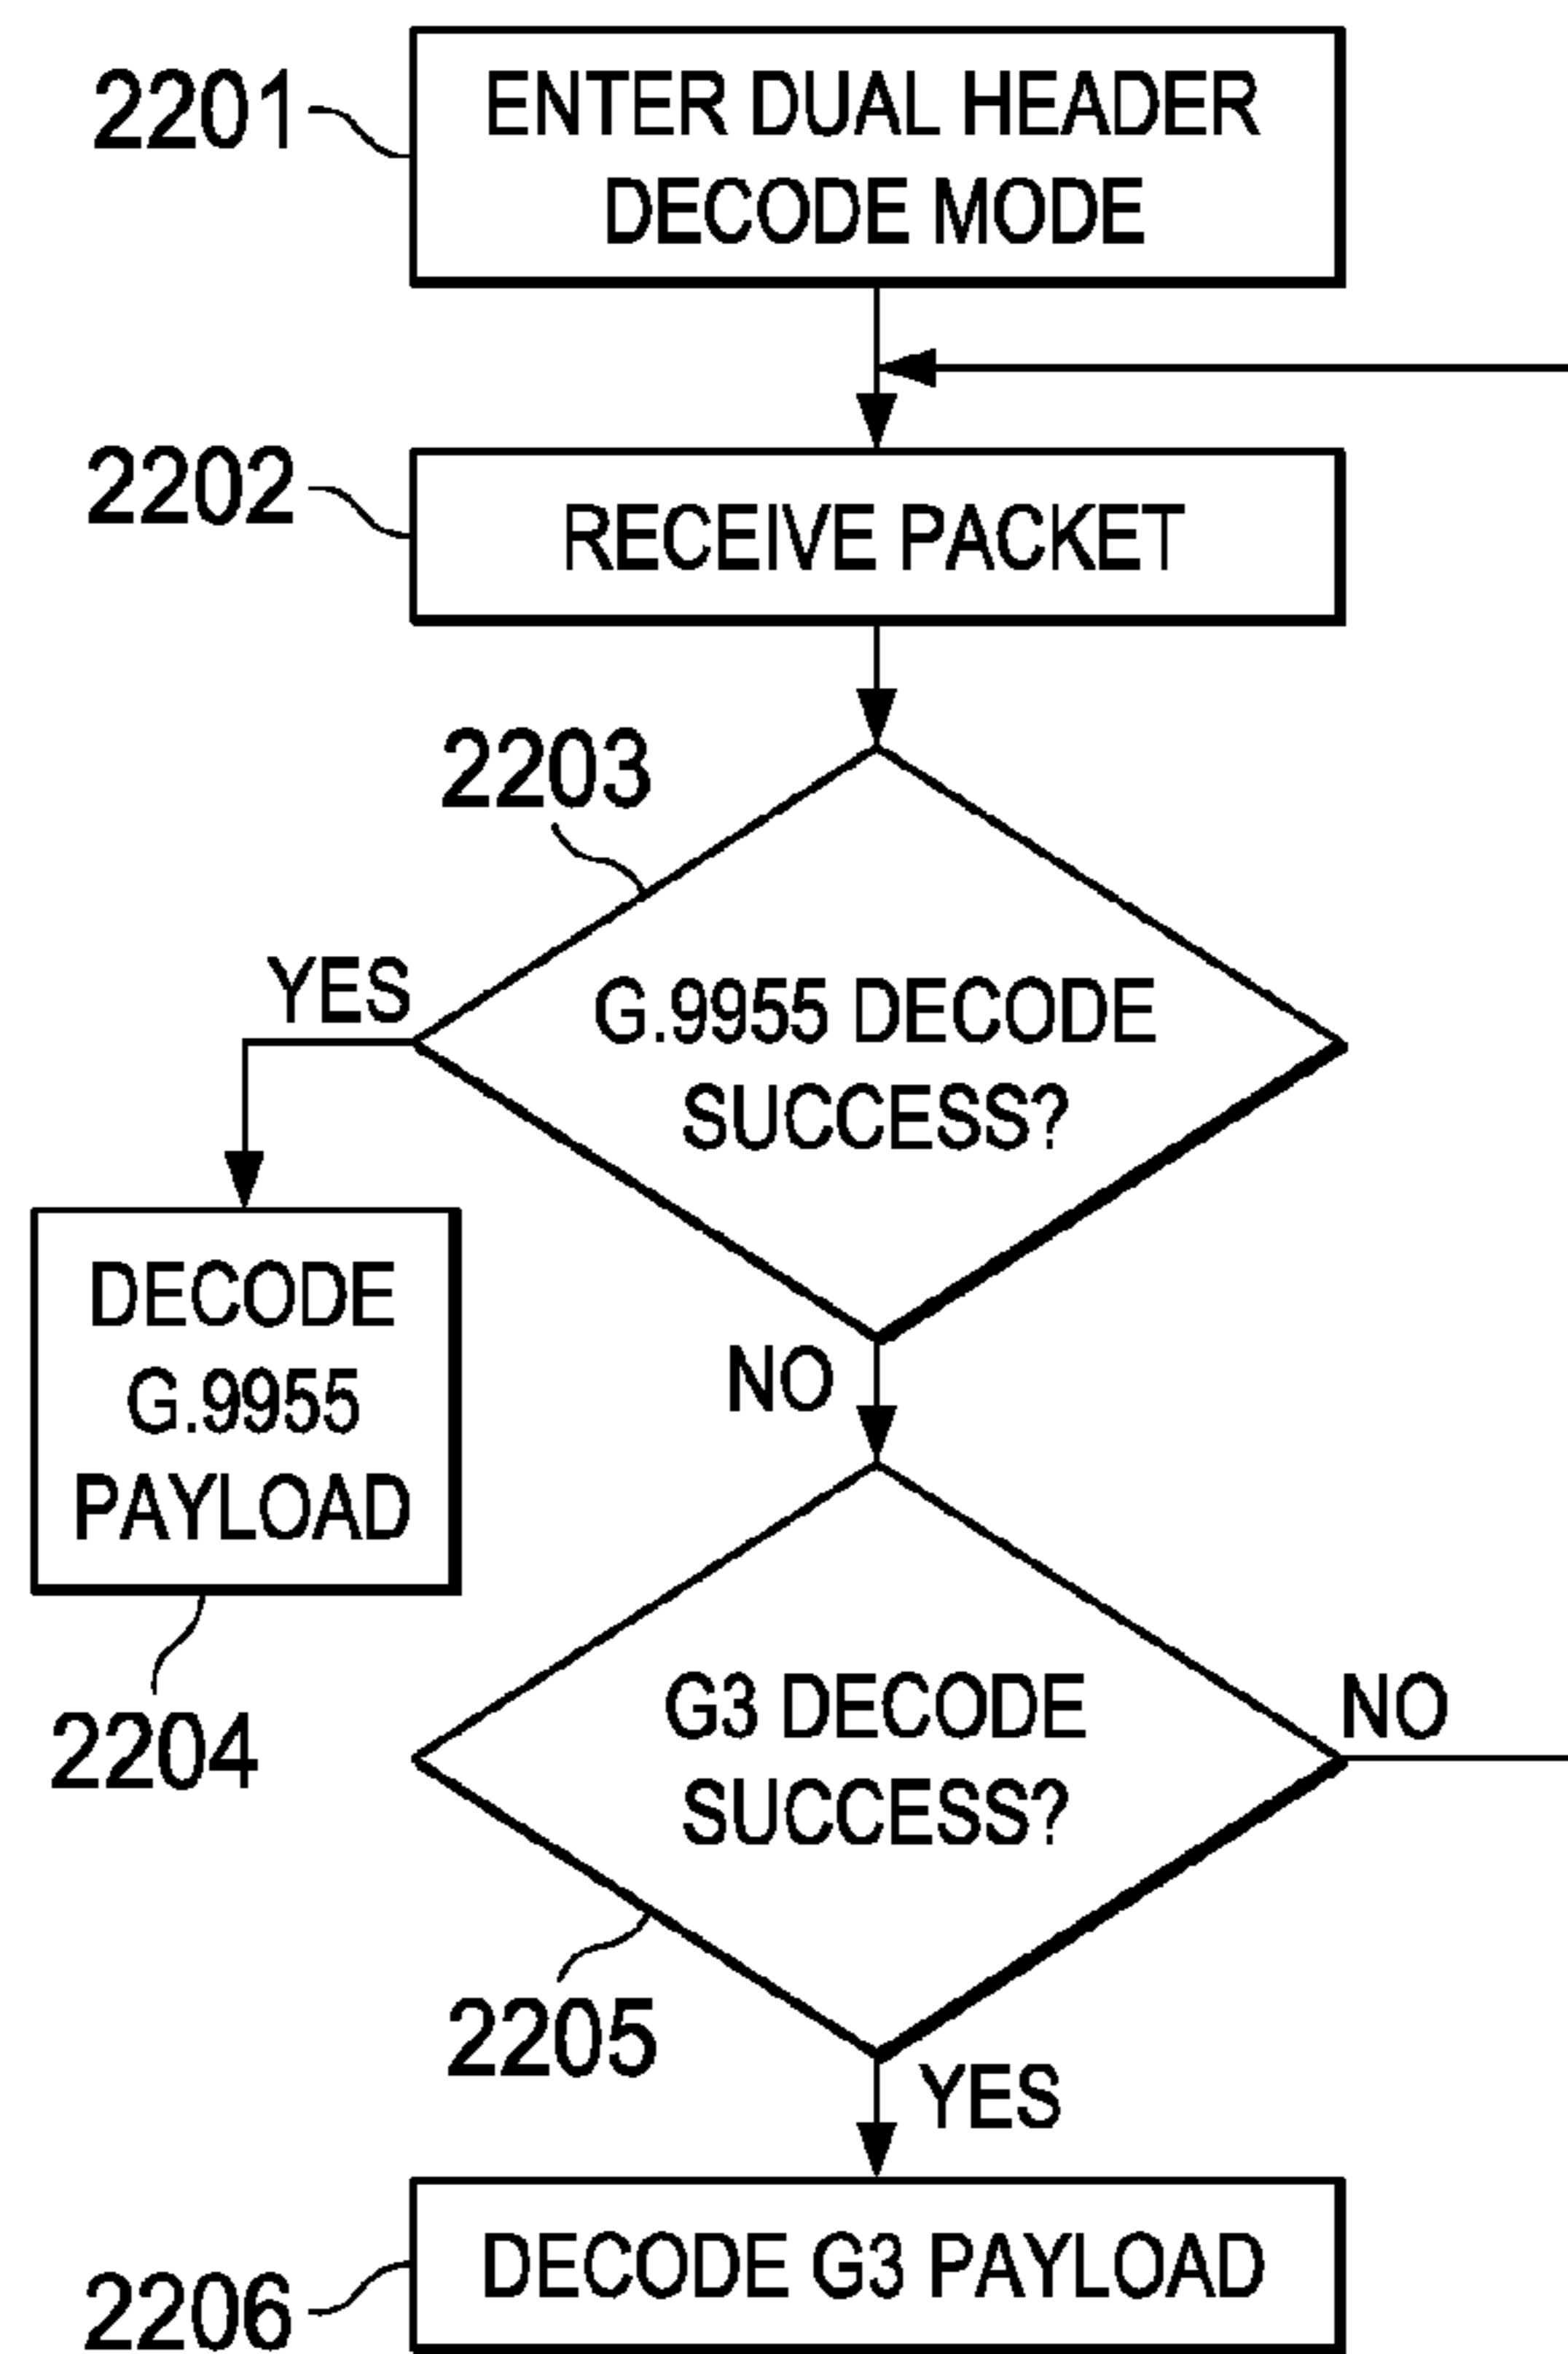 2201
ENTER DUAL HEADER
DECODE MODE
2202
RECEIVE PACKET
2203
YES
G.9955 DECODE
SUCCESS?
DECODE
G.9955
PAYLOAD
2204
NO
G3 DECODE
SUCCESS?
NO
2205
YES
2206
DECODE G3 PAYLOAD